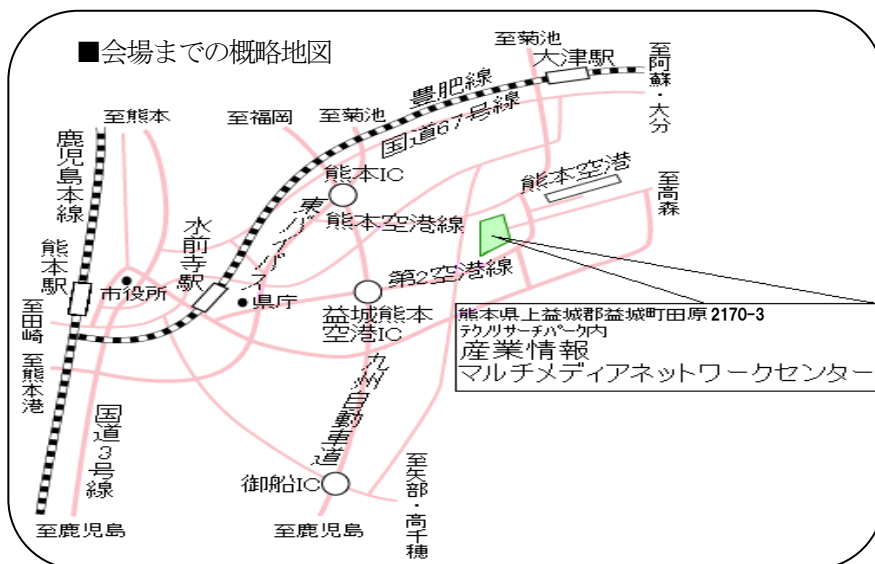 ■会場までの概略地図
至菊池
大津駅
至阿蘇・大分
豊肥線
国道67号線
至熊本
至福岡
至菊池
鹿児島本線
熊本IC
熊本空港
至高森
東バイパス
熊本空港線
水前寺駅
熊本駅
第2空港線
市役所
県庁
至田崎
益城熊本
空港IC
熊本県上益城郡益城町田原2170-3
テクノリサーチパーク内
産業情報
マルチメディアネットワークセンター
至熊本港
九州自動車道
国道3号線
御船IC
至矢部・高千穂
至鹿児島
至鹿児島